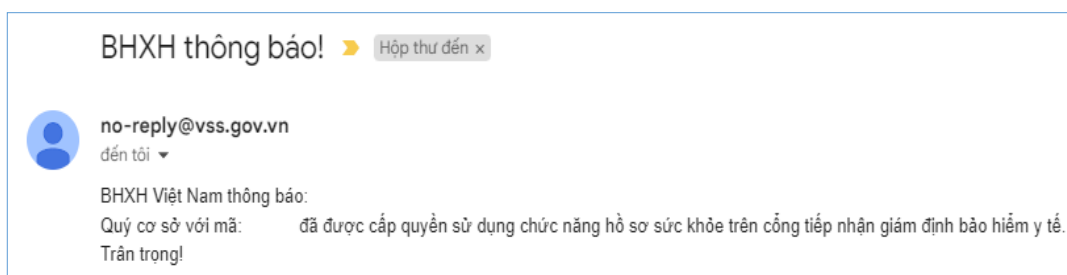 BHXH thông báo! Hộp thư đến ×
no-reply@vss.gov.vn
đến tôi
BHXH Việt Nam thông báo:
Quý cơ sở với mã: đã được cấp quyền sử dụng chức năng hồ sơ sức khỏe trên cổng tiếp nhận giám định bảo hiểm y tế.
Trân trọng!